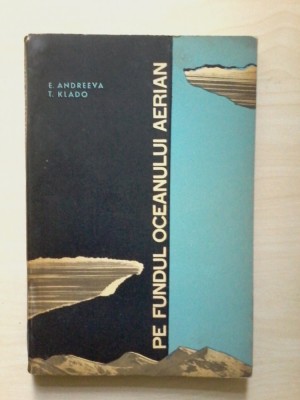 E. ANDREEVA
T. KLADO
PE FUNDUL OCEANULUI AERIAN